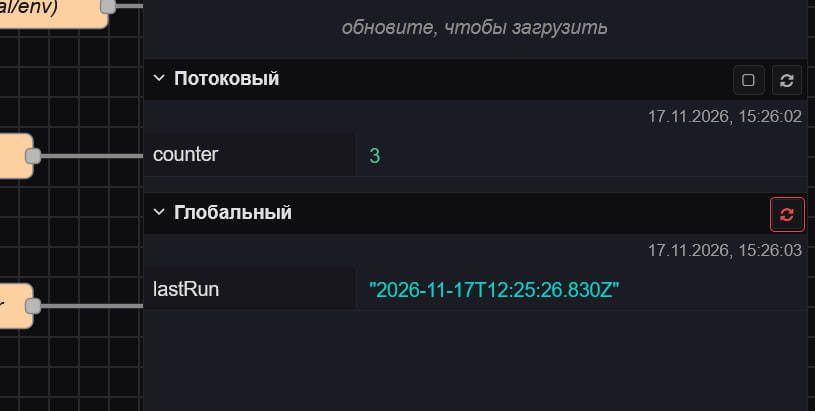 al/env)
обновите, чтобы загрузить
Потоковый
17.11.2026, 15:26:02
counter 3
Глобальный
17.11.2026, 15:26:03
lastRun "2026-11-17T12:25:26.830Z"
r